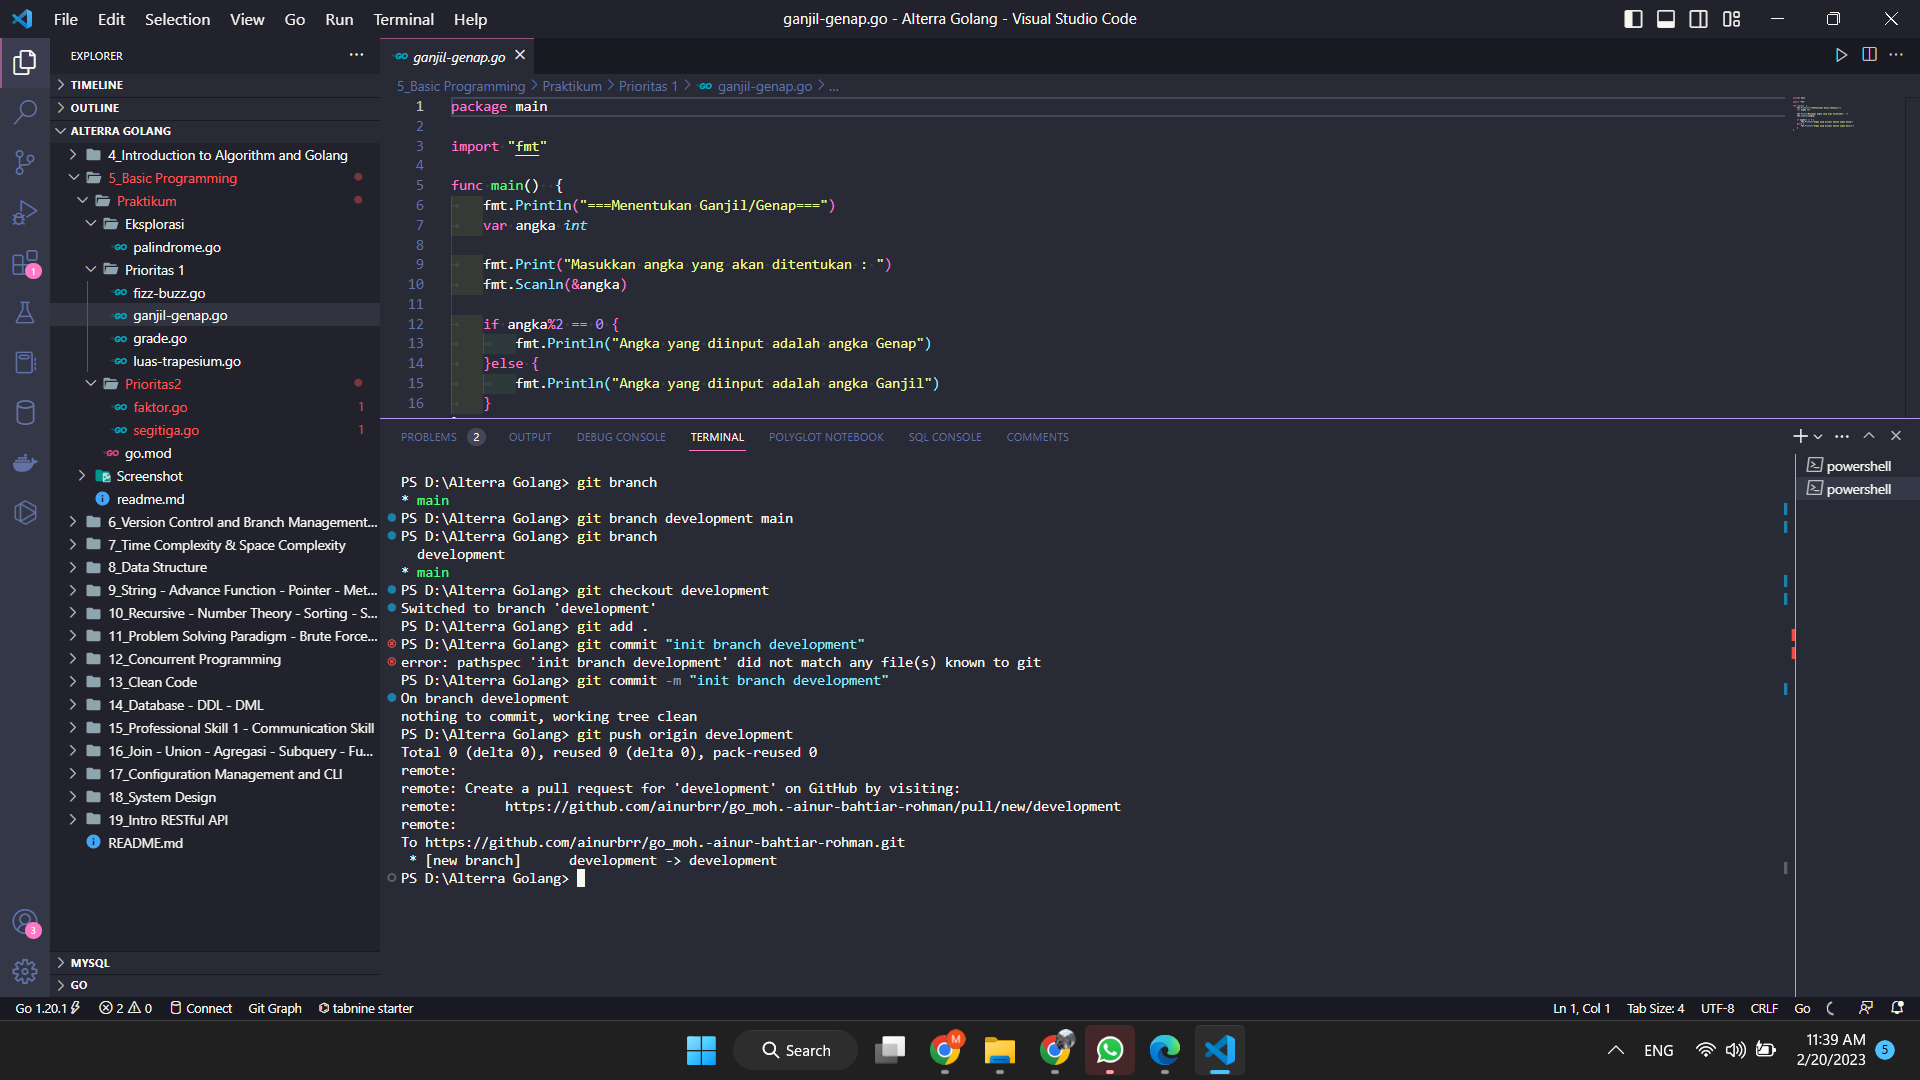 File Edit Selection View Go Run Terminal Help
ganjil-genap.go - Alterra Golang - Visual Studio Code
EXPLORER
TIMELINE
OUTLINE
ALTERRA GOLANG
4_Introduction to Algorithm and Golang
5_Basic Programming
Praktikum
Eksplorasi
palindrome.go
Prioritas 1
fizz-buzz.go
ganjil-genap.go
grade.go
luas-trapesium.go
Prioritas2
faktor.go 1
segitiga.go 1
go.mod
Screenshot
readme.md
6_Version Control and Branch Management...
7_Time Complexity & Space Complexity
8_Data Structure
9_String - Advance Function - Pointer - Met...
10_Recursive - Number Theory - Sorting - S...
11_Problem Solving Paradigm - Brute Force...
12_Concurrent Programming
13_Clean Code
14_Database - DDL - DML
15_Professional Skill 1 - Communication Skill
16_Join - Union - Agregasi - Subquery - Fu...
17_Configuration Management and CLI
18_System Design
19_Intro RESTful API
README.md
MYSQL
GO
1
3
ganjil-genap.go
5_Basic Programming > Praktikum > Prioritas 1 > ganjil-genap.go > ...
1 package main
2
3 import "fmt"
4
5 func main() {
6 fmt.Println("===Menentukan Ganjil/Genap===")
7 var angka int
8
9 fmt.Print("Masukkan angka yang akan ditentukan : ")
10 fmt.Scanln(&angka)
11
12 if angka%2 == 0 {
13 fmt.Println("Angka yang diinput adalah angka Genap")
14 }else {
15 fmt.Println("Angka yang diinput adalah angka Ganjil")
16 }
PROBLEMS 2 OUTPUT DEBUG CONSOLE TERMINAL POLYGLOT NOTEBOOK SQL CONSOLE COMMENTS
powershell
powershell
PS D:\Alterra Golang> git branch
* main
PS D:\Alterra Golang> git branch development main
PS D:\Alterra Golang> git branch
development
* main
PS D:\Alterra Golang> git checkout development
Switched to branch 'development'
PS D:\Alterra Golang> git add .
PS D:\Alterra Golang> git commit "init branch development"
error: pathspec 'init branch development' did not match any file(s) known to git
PS D:\Alterra Golang> git commit -m "init branch development"
On branch development
nothing to commit, working tree clean
PS D:\Alterra Golang> git push origin development
Total 0 (delta 0), reused 0 (delta 0), pack-reused 0
remote:
remote: Create a pull request for 'development' on GitHub by visiting:
remote: https://github.com/ainurbrr/go_moh.-ainur-bahtiar-rohman/pull/new/development
remote:
To https://github.com/ainurbrr/go_moh.-ainur-bahtiar-rohman.git
* [new branch] development -> development
PS D:\Alterra Golang>
Go 1.20.1 2 0 Connect Git Graph tabnine starter
Ln 1, Col 1 Tab Size: 4 UTF-8 CRLF Go
Search
M
ENG
11:39 AM
2/20/2023
5